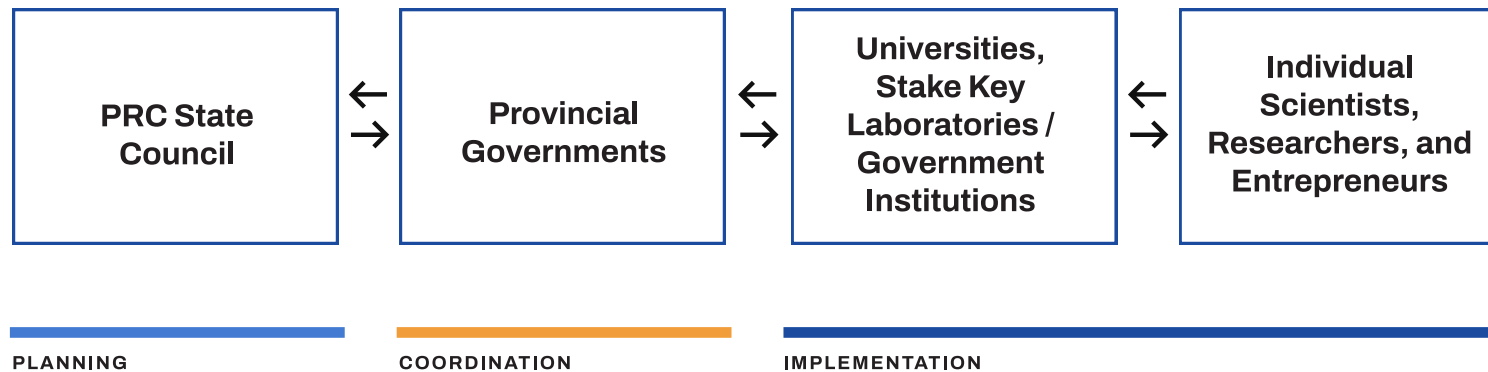 PRC State
Council
Provincial
Governments
Universities,
Stake Key
Laboratories /
Government
Institutions
Individual
Scientists,
Researchers, and
Entrepreneurs
PLANNING
COORDINATION
IMPLEMENTATION